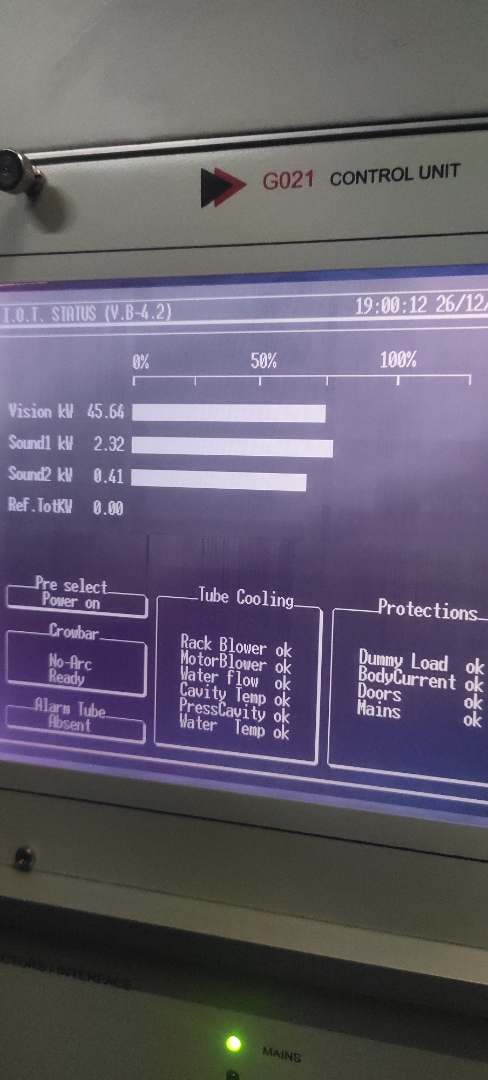 G021 CONTROL UNIT
I.O.T. STATUS (V.B-4.2) 19:00:12 26/12/
0% 50% 100%
Vision kW 45.64
Sound1 kW 2.32
Sound2 kW 0.41
Ref.TotKW 0.00
Pre select
Power on
Crowbar
No-Arc
Ready
Alarm Tube
Absent
Tube Cooling
Rack Blower ok
MotorBlower ok
Water flow ok
Cavity Temp ok
PressCavity ok
Water Temp ok
Protections
Dummy Load ok
BodyCurrent ok
Doors ok
Mains ok
INTERFACE
MAINS